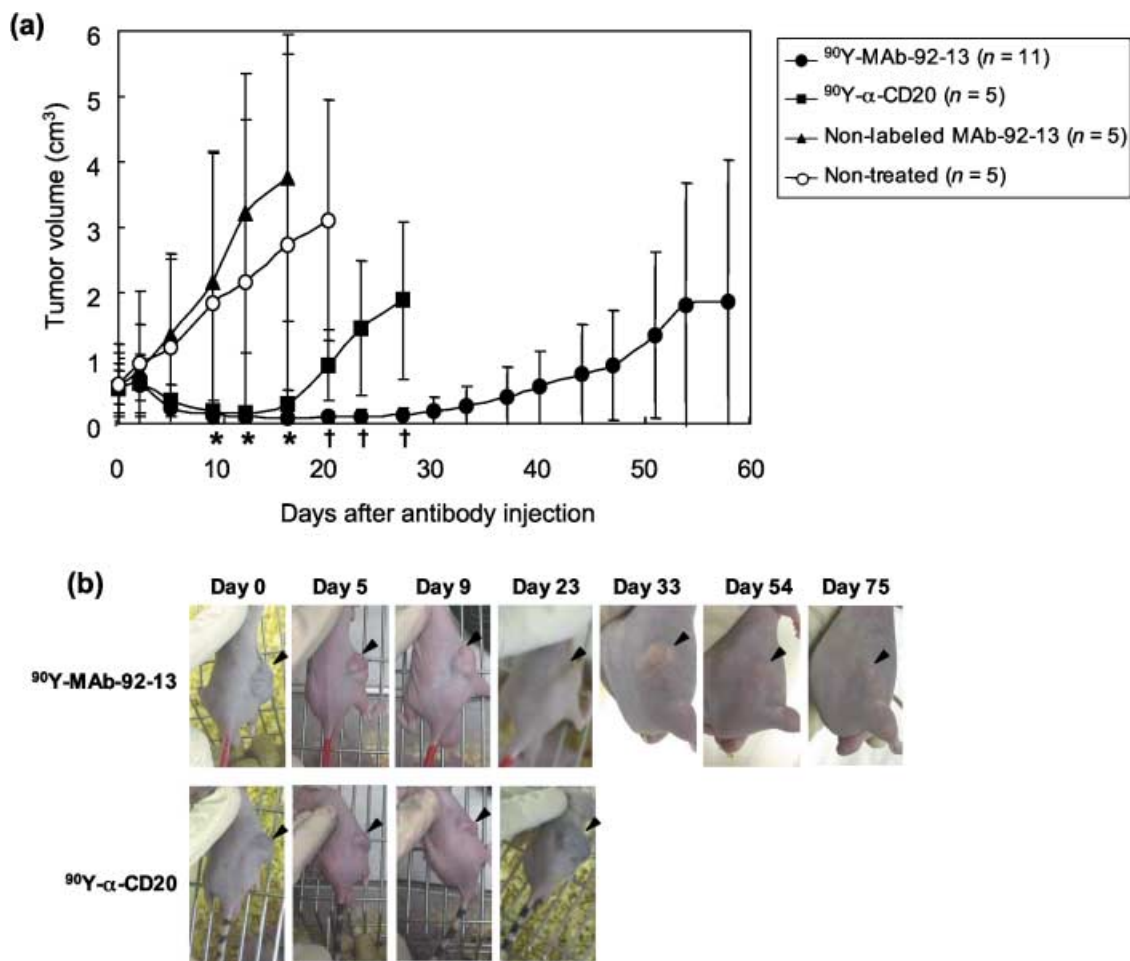 (a)
6
5
4
3
2
1
0
Tumor volume (cm³)
* * * † † †
0 10 20 30 40 50 60
Days after antibody injection
⁹⁰Y-MAb-92-13 (n = 11)
⁹⁰Y-α-CD20 (n = 5)
Non-labeled MAb-92-13 (n = 5)
Non-treated (n = 5)
(b)
Day 0 Day 5 Day 9 Day 23 Day 33 Day 54 Day 75
⁹⁰Y-MAb-92-13
⁹⁰Y-α-CD20